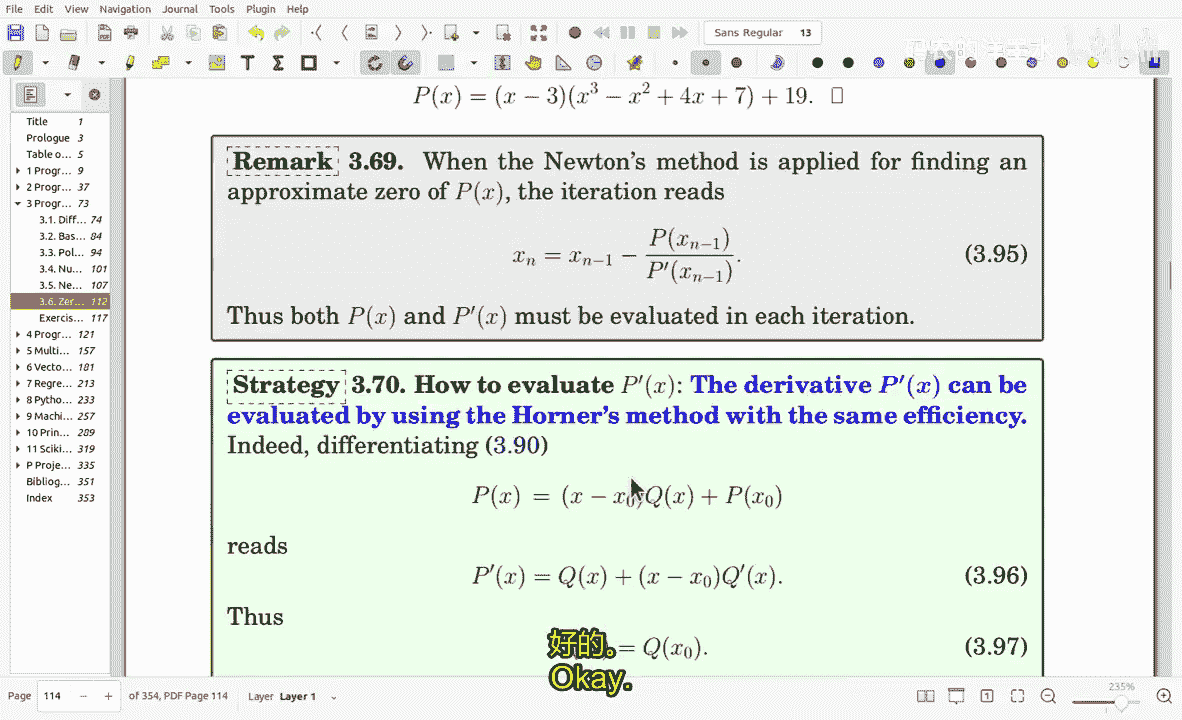 File Edit View Navigation Journal Tools Plugin Help
Sans Regular 13
Title 1
Prologue 3
Table o... 5
1 Progr... 9
2 Progr... 37
3 Progr... 73
3.1. Diff... 74
3.2. Bas... 84
3.3. Pol... 94
3.4. Nu... 101
3.5. Ne... 107
3.6. Zer... 112
Exercis... 117
4 Progr... 121
5 Multi... 157
6 Vecto... 181
7 Regre... 213
8 Pytho... 233
9 Machi... 257
10 Prin... 289
11 Sciki... 319
P Proje... 335
Bibliog... 351
Index 353
P(x) = (x − 3)(x³ − x² + 4x + 7) + 19. □
Remark 3.69. When the Newton's method is applied for finding an
approximate zero of P(x), the iteration reads
xₙ = xₙ₋₁ − P(xₙ₋₁)/P′(xₙ₋₁). (3.95)
Thus both P(x) and P′(x) must be evaluated in each iteration.
Strategy 3.70. How to evaluate P′(x): The derivative P′(x) can be
evaluated by using the Horner's method with the same efficiency.
Indeed, differentiating (3.90)
P(x) = (x − x₀)Q(x) + P(x₀)
reads
P′(x) = Q(x) + (x − x₀)Q′(x). (3.96)
Thus
= Q(x₀). (3.97)
好的。
Okay.
Page 114 − + of 354, PDF Page 114 Layer Layer 1 235%